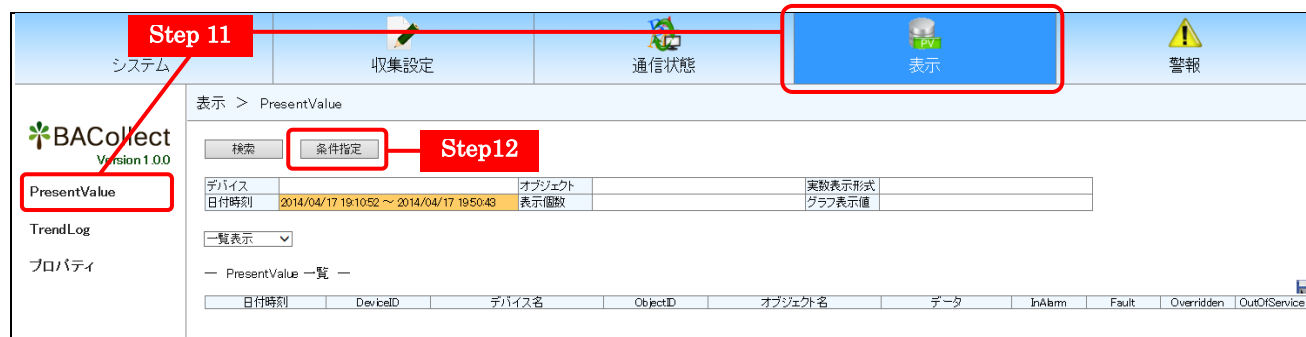 Step 11
システム 収集設定 通信状態 PV 表示 警報
表示 ＞ PresentValue
BACollect
Version 1.0.0
検索 条件指定 Step12
PresentValue
TrendLog
プロパティ
デバイス オブジェクト 実数表示形式
日付時刻 2014/04/17 19:10:52 ～ 2014/04/17 19:50:43 表示個数 グラフ表示値
一覧表示
― PresentValue 一覧 ―
日付時刻 DeviceID デバイス名 ObjectID オブジェクト名 データ InAlarm Fault Overridden OutOfService